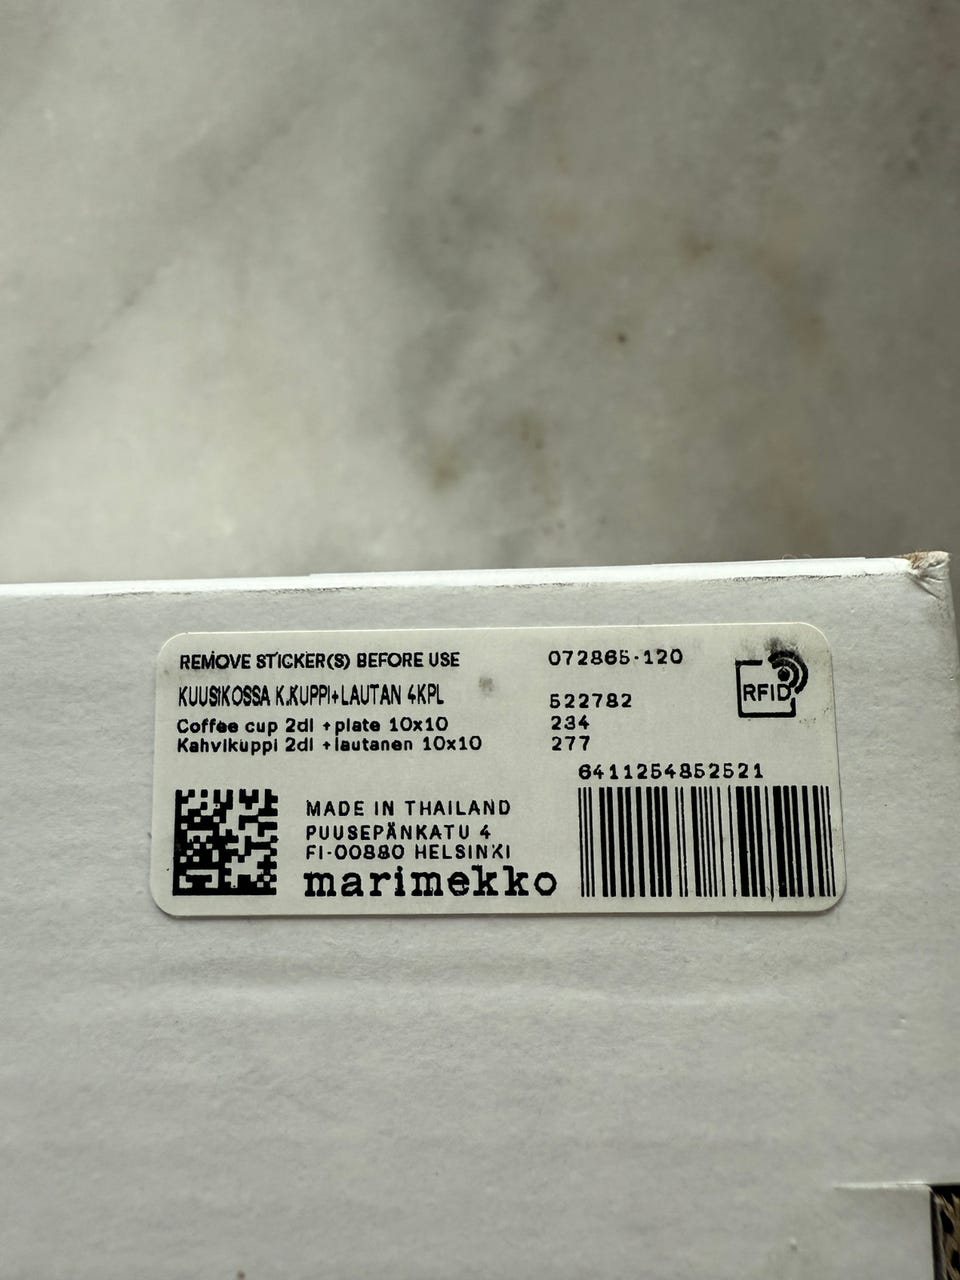 REMOVE STICKER(S) BEFORE USE
072865-120
RFID
KUUSIKOSSA K.KUPPI+LAUTAN 4KPL
522782
Coffee cup 2dl +plate 10x10
234
Kahvikuppi 2dl +lautanen 10x10
277
6411254852521
MADE IN THAILAND
PUUSEPÄNKATU 4
FI-00880 HELSINKI
marimekko